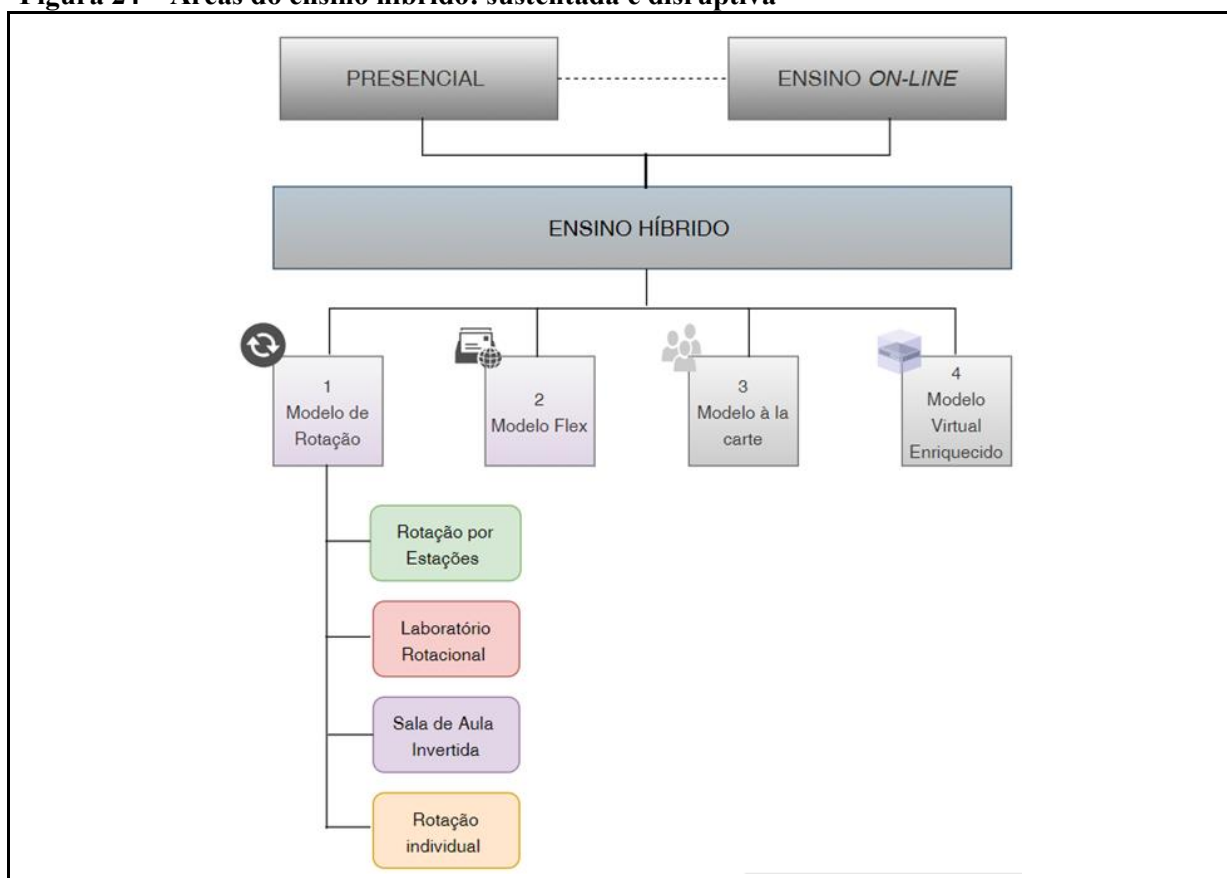 Figura 24 – Áreas do ensino híbrido: sustentada e disruptiva
PRESENCIAL
ENSINO ON-LINE
ENSINO HÍBRIDO
1
Modelo de
Rotação
2
Modelo Flex
3
Modelo à la
carte
4
Modelo
Virtual
Enriquecido
Rotação por
Estações
Laboratório
Rotacional
Sala de Aula
Invertida
Rotação
individual